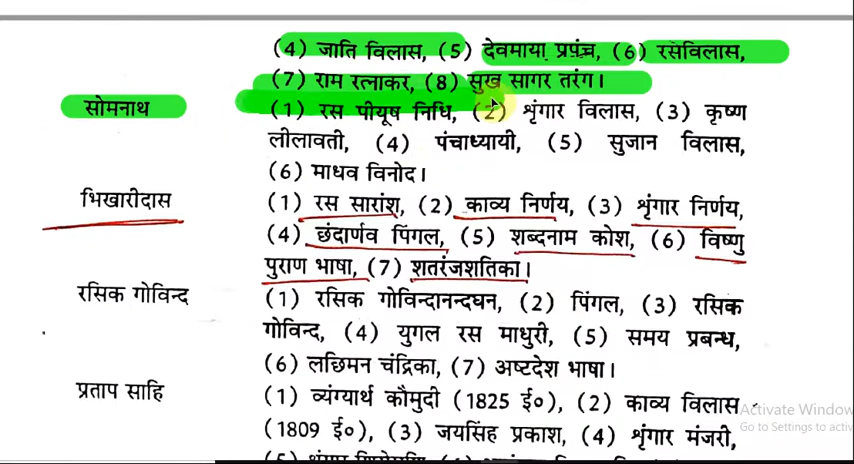 (4) जाति विलास, (5) देवमाया प्रपंच, (6) रसविलास,
(7) राम रत्नाकर, (8) सुख सागर तरंग।
सोमनाथ (1) रस पीयूष निधि, (2) शृंगार विलास, (3) कृष्ण
लीलावती, (4) पंचाध्यायी, (5) सुजान विलास,
(6) माधव विनोद।
भिखारीदास (1) रस सारांश, (2) काव्य निर्णय, (3) शृंगार निर्णय,
(4) छंदार्णव पिंगल, (5) शब्दनाम कोश, (6) विष्णु
पुराण भाषा, (7) शतरंजशतिका।
रसिक गोविन्द (1) रसिक गोविन्दानन्दघन, (2) पिंगल, (3) रसिक
गोविन्द, (4) युगल रस माधुरी, (5) समय प्रबन्ध,
(6) लछिमन चंद्रिका, (7) अष्टदेश भाषा।
प्रताप साहि (1) व्यंग्यार्थ कौमुदी (1825 ई०), (2) काव्य विलास
(1809 ई०), (3) जयसिंह प्रकाश, (4) शृंगार मंजरी,
Activate Window
Go to Settings to activ